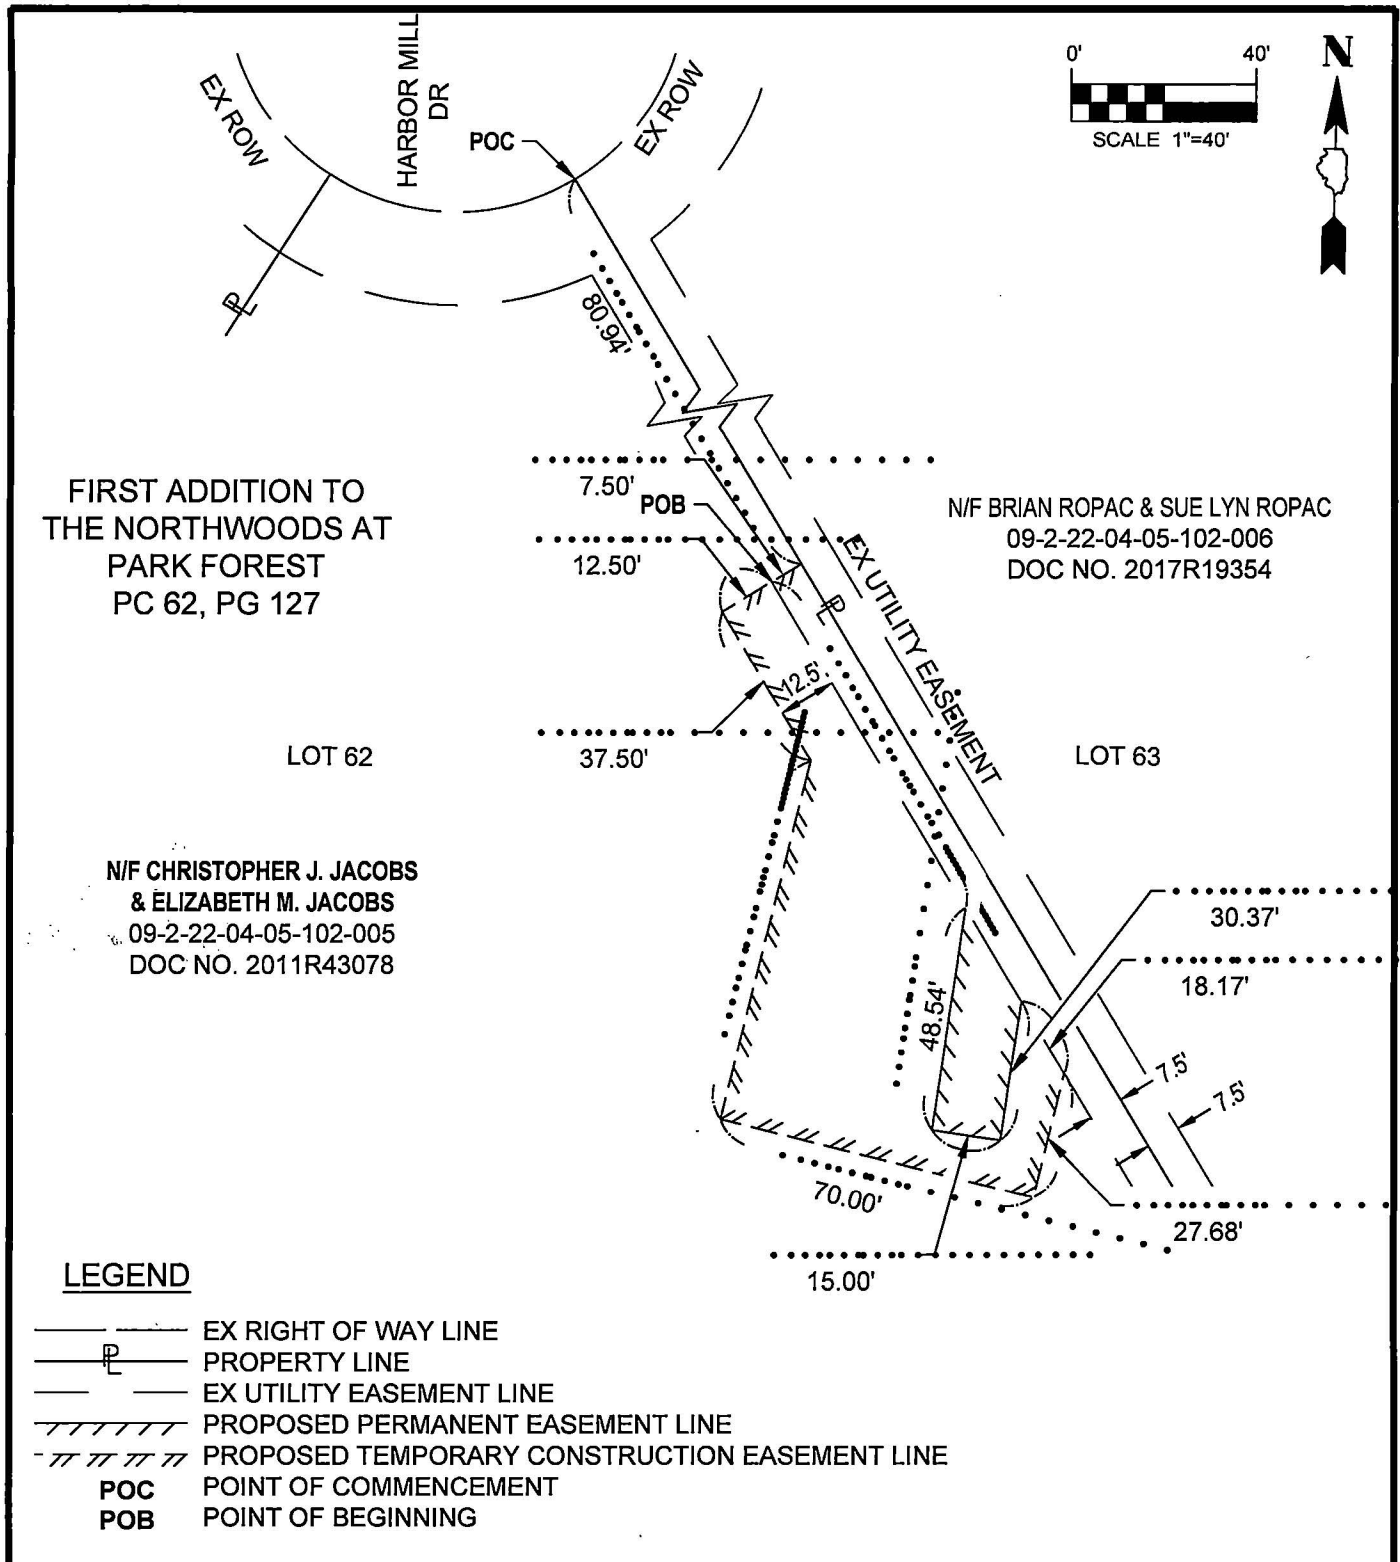 HARBOR MILL
DR
EX ROW
EX ROW
POC
0' 40'
SCALE 1"=40'
N
PL
80.94'
7.50'
POB
12.50'
FIRST ADDITION TO
THE NORTHWOODS AT
PARK FOREST
PC 62, PG 127
N/F BRIAN ROPAC & SUE LYN ROPAC
09-2-22-04-05-102-006
DOC NO. 2017R19354
EX UTILITY EASEMENT
PL
12.5'
37.50'
LOT 62
LOT 63
N/F CHRISTOPHER J. JACOBS
& ELIZABETH M. JACOBS
09-2-22-04-05-102-005
DOC NO. 2011R43078
30.37'
18.17'
48.54'
7.5'
7.5'
70.00'
27.68'
15.00'
LEGEND
EX RIGHT OF WAY LINE
PL PROPERTY LINE
EX UTILITY EASEMENT LINE
PROPOSED PERMANENT EASEMENT LINE
PROPOSED TEMPORARY CONSTRUCTION EASEMENT LINE
POC POINT OF COMMENCEMENT
POB POINT OF BEGINNING